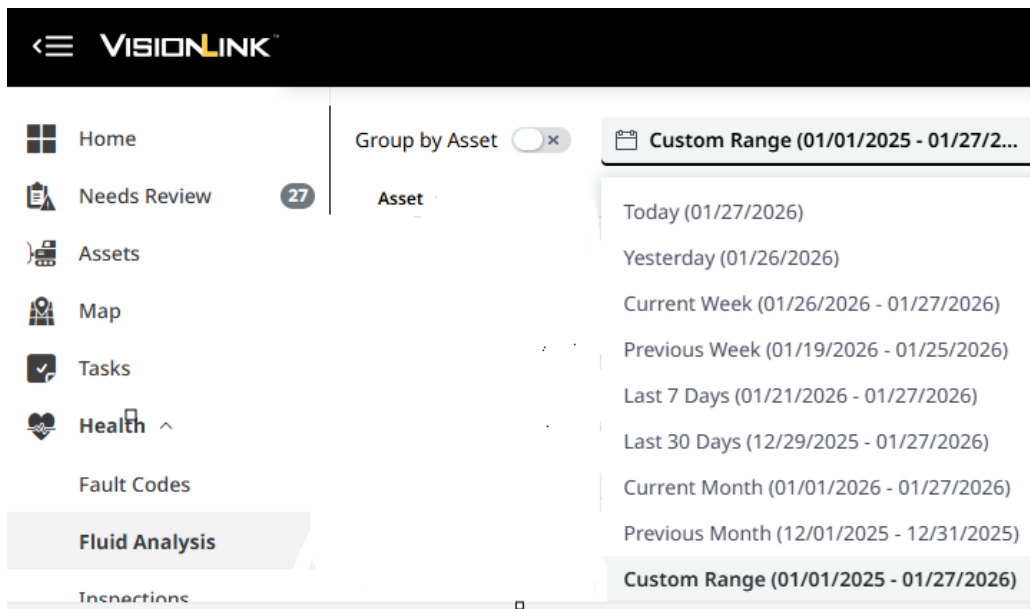 VISIONLINK™
Home
Needs Review 27
Assets
Map
Tasks
Health
Fault Codes
Fluid Analysis
Inspections
Group by Asset
Custom Range (01/01/2025 - 01/27/2...
Asset
Today (01/27/2026)
Yesterday (01/26/2026)
Current Week (01/26/2026 - 01/27/2026)
Previous Week (01/19/2026 - 01/25/2026)
Last 7 Days (01/21/2026 - 01/27/2026)
Last 30 Days (12/29/2025 - 01/27/2026)
Current Month (01/01/2026 - 01/27/2026)
Previous Month (12/01/2025 - 12/31/2025)
Custom Range (01/01/2025 - 01/27/2026)